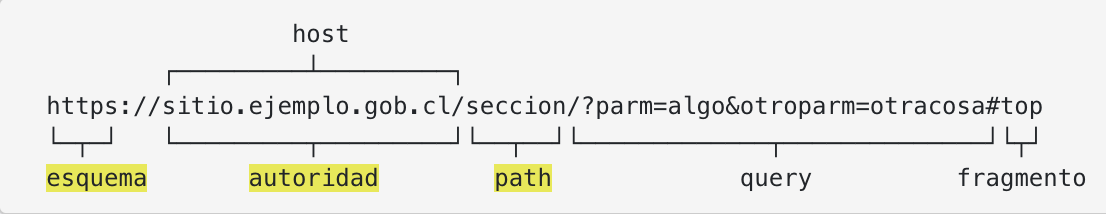 host
https://sitio.ejemplo.gob.cl/seccion/?parm=algo&otroparm=otracosa#top
esquema autoridad path query fragmento